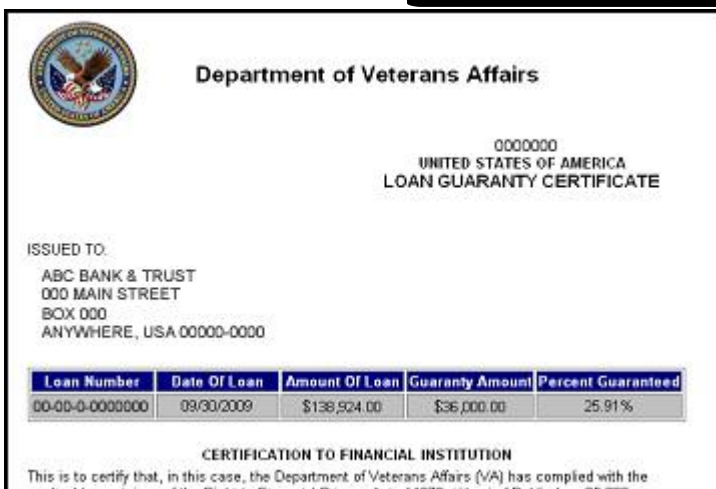 Department of Veterans Affairs
0000000
UNITED STATES OF AMERICA
LOAN GUARANTY CERTIFICATE
ISSUED TO:
ABC BANK & TRUST
000 MAIN STREET
BOX 000
ANYWHERE, USA 00000-0000
Loan Number Date Of Loan Amount Of Loan Guaranty Amount Percent Guaranteed
00-00-0-0000000 09/30/2009 $138,924.00 $36,000.00 25.91%
CERTIFICATION TO FINANCIAL INSTITUTION
This is to certify that, in this case, the Department of Veterans Affairs (VA) has complied with the